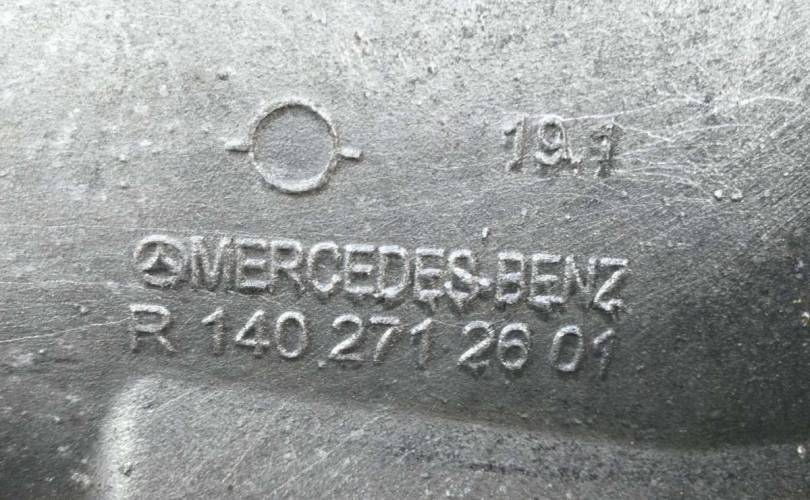 19.1
MERCEDES-BENZ
R 140 271 26 01